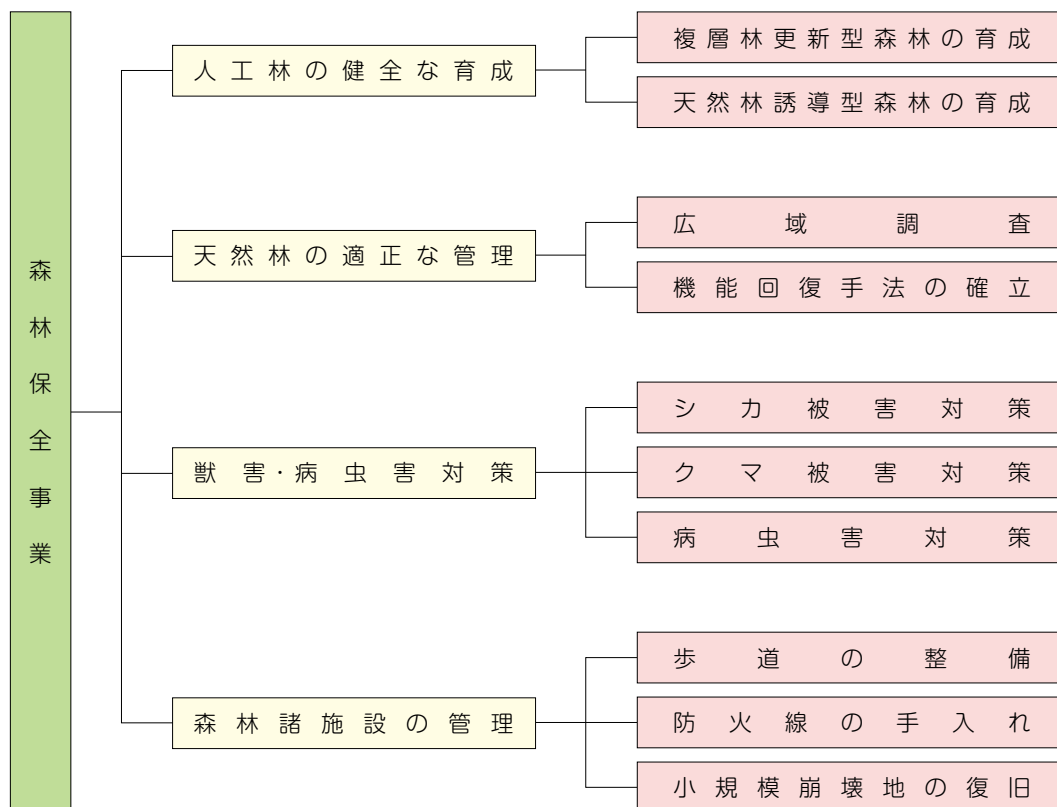 森林保全事業
人工林の健全な育成
複層林更新型森林の育成
天然林誘導型森林の育成
天然林の適正な管理
広域調査
機能回復手法の確立
獣害・病虫害対策
シカ被害対策
クマ被害対策
病虫害対策
森林諸施設の管理
歩道の整備
防火線の手入れ
小規模崩壊地の復旧